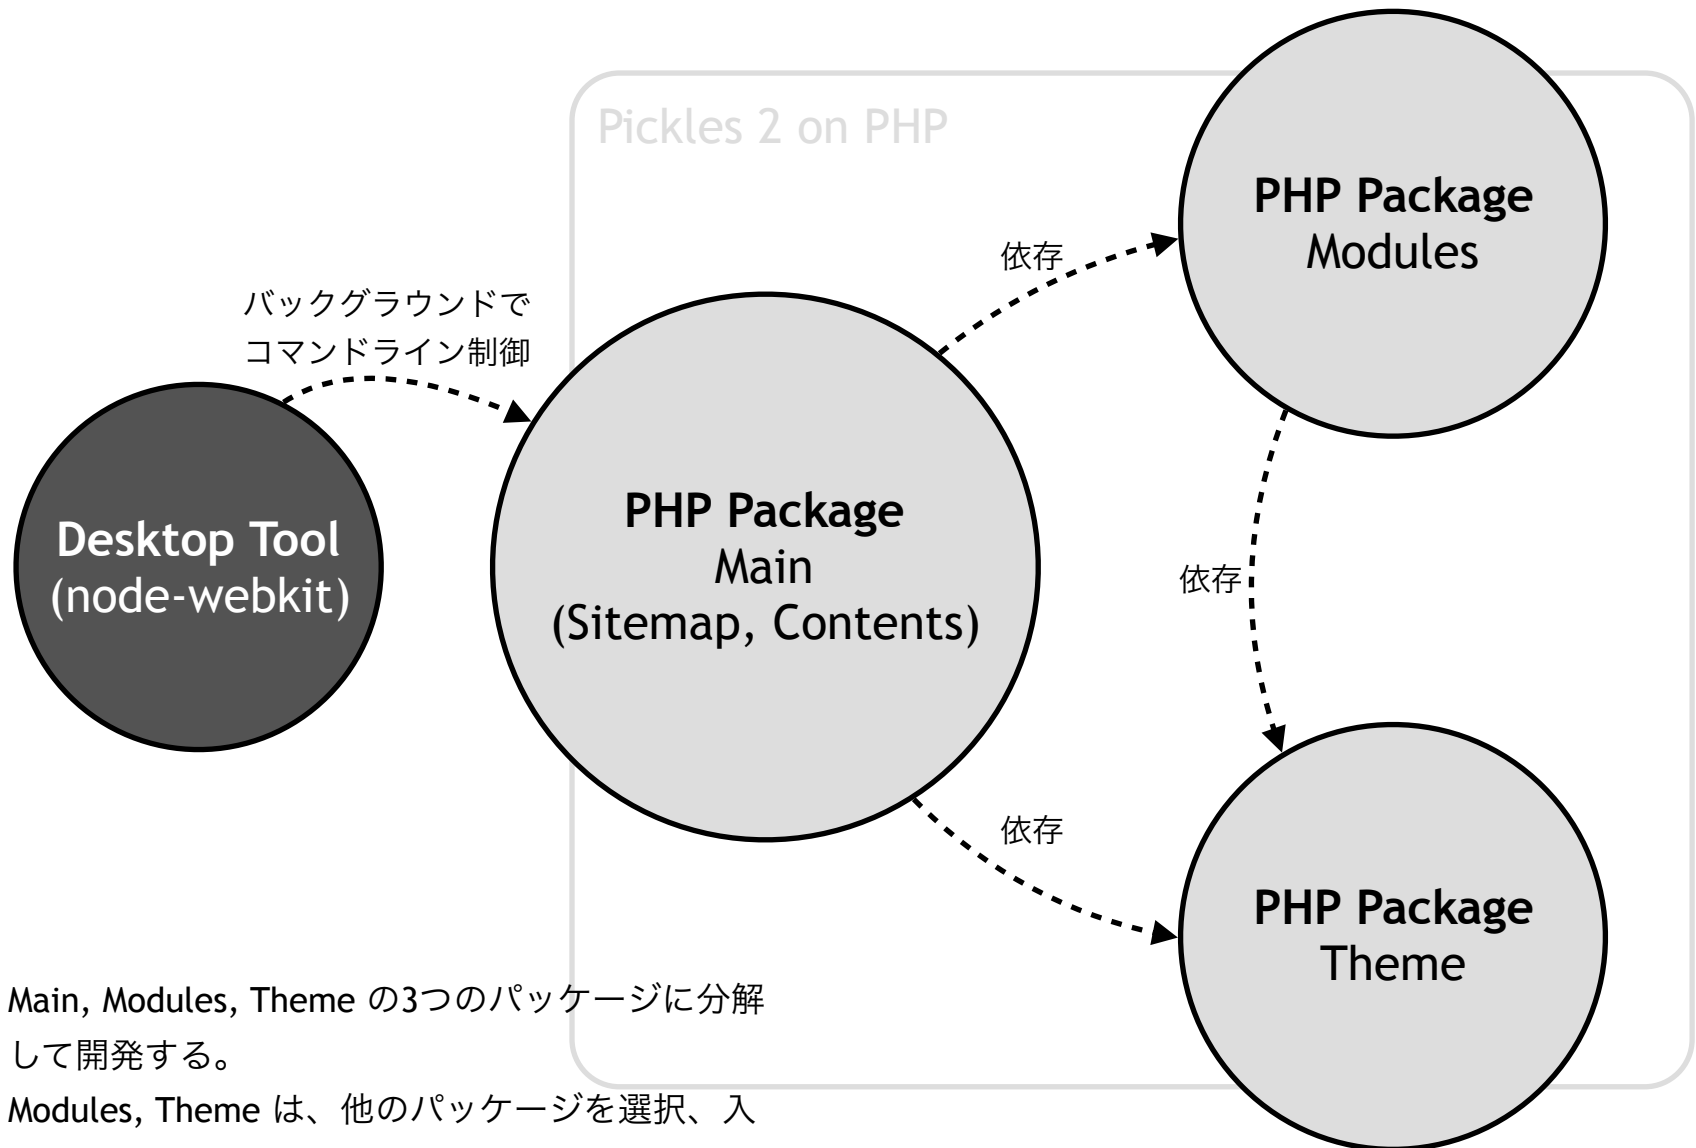 Pickles 2 on PHP
PHP Package
Modules
依存
バックグラウンドで
コマンドライン制御
Desktop Tool
(node-webkit)
PHP Package
Main
(Sitemap, Contents)
依存
依存
PHP Package
Theme
Main, Modules, Theme の3つのパッケージに分解
して開発する。
Modules, Theme は、他のパッケージを選択、入